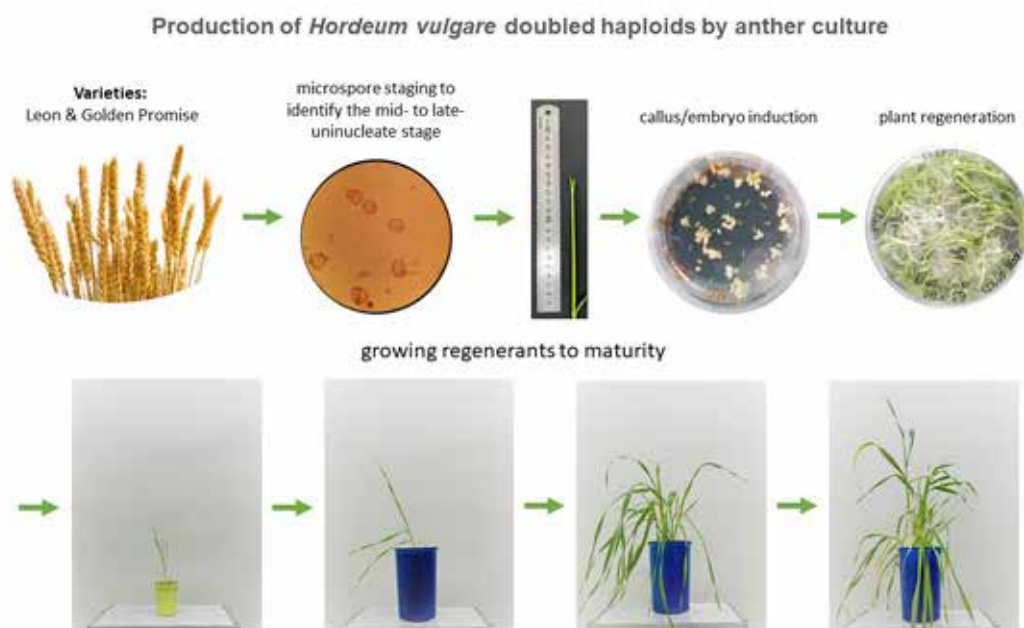 Production of Hordeum vulgare doubled haploids by anther culture
Varieties:
Leon & Golden Promise
microspore staging to
identify the mid- to late-
uninucleate stage
callus/embryo induction
plant regeneration
growing regenerants to maturity